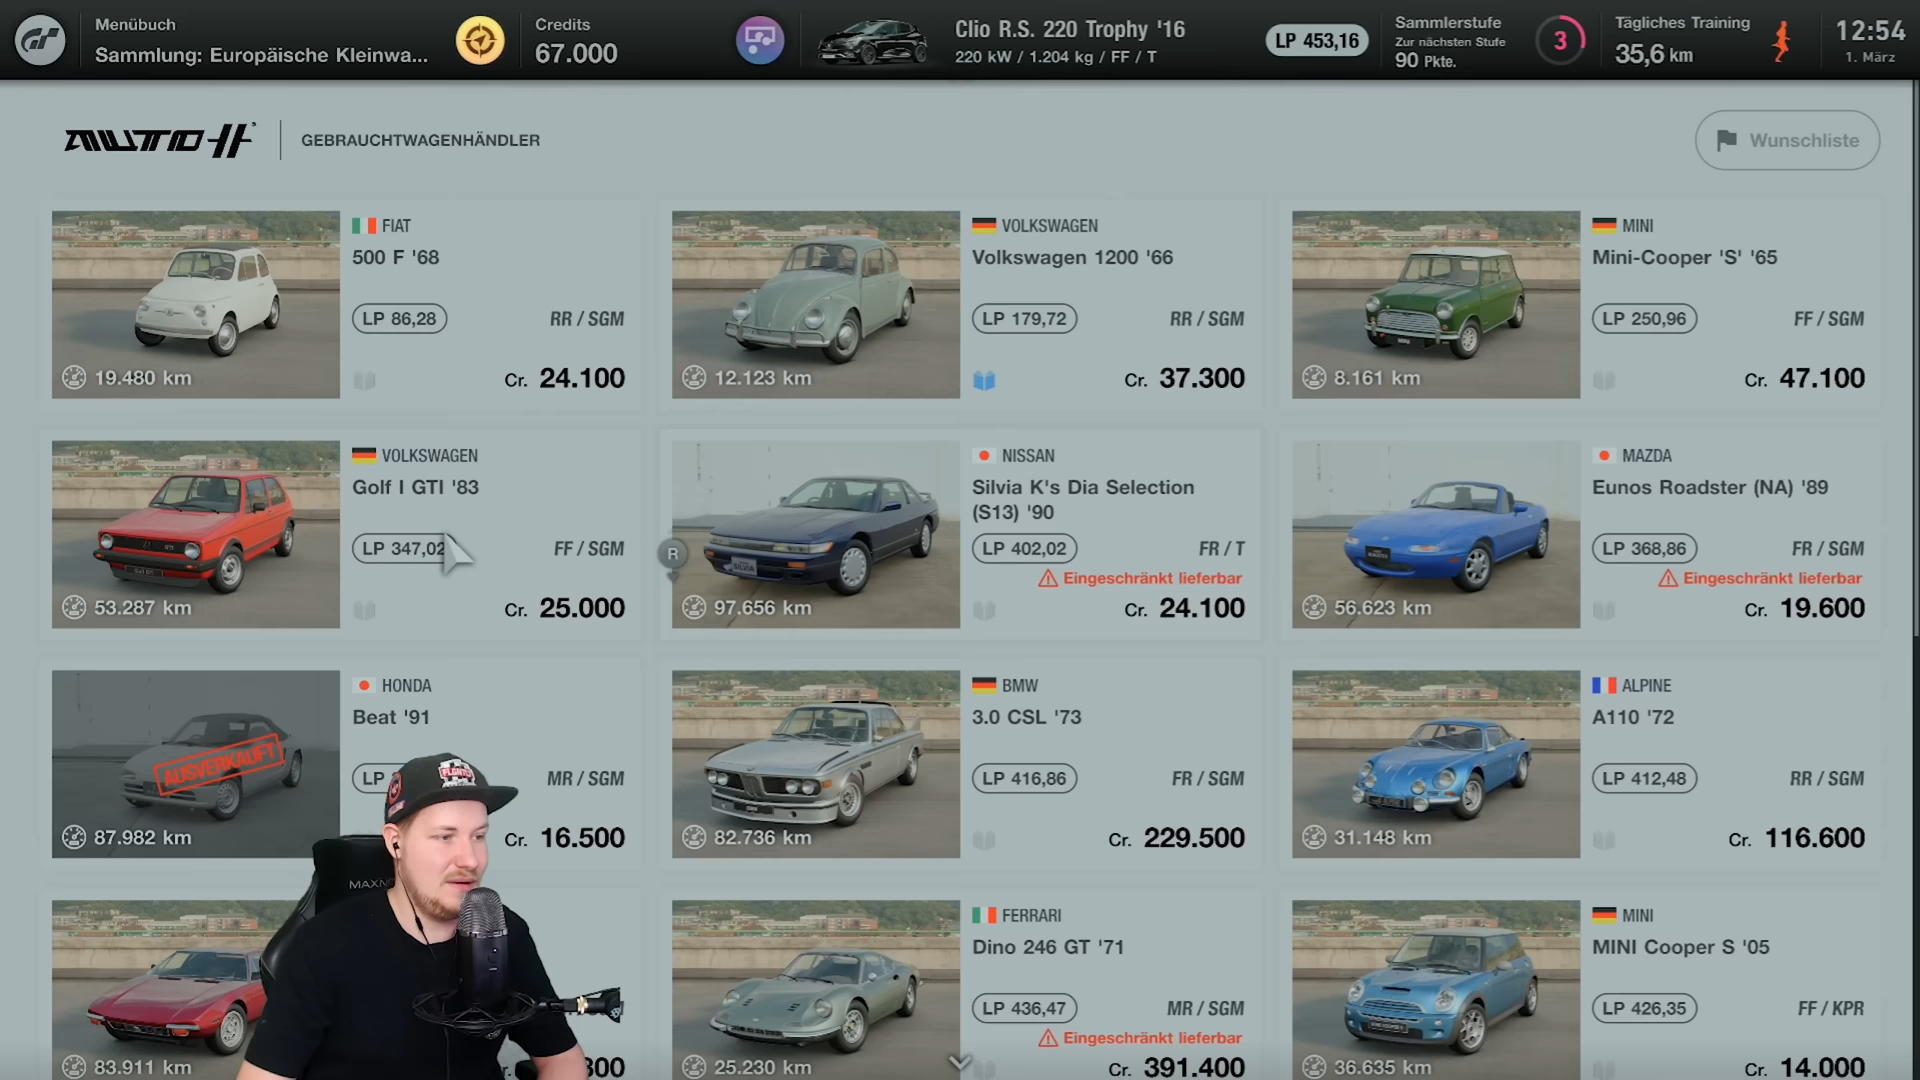 Menübuch
Sammlung: Europäische Kleinwa...
Credits
67.000
Clio R.S. 220 Trophy '16
220 kW / 1.204 kg / FF / T
LP 453,16
Sammlerstufe
Zur nächsten Stufe
90 Pkte.
3
Tägliches Training
35,6 km
12:54
1. März
AUTO
GEBRAUCHTWAGENHÄNDLER
Wunschliste
FIAT
500 F '68
LP 86,28
RR / SGM
19.480 km
Cr. 24.100
VOLKSWAGEN
Volkswagen 1200 '66
LP 179,72
RR / SGM
12.123 km
Cr. 37.300
MINI
Mini-Cooper 'S' '65
LP 250,96
FF / SGM
8.161 km
Cr. 47.100
VOLKSWAGEN
Golf I GTI '83
LP 347,02
FF / SGM
53.287 km
Cr. 25.000
R
NISSAN
Silvia K's Dia Selection
(S13) '90
LP 402,02
FR / T
Eingeschränkt lieferbar
SILVIA
97.656 km
Cr. 24.100
MAZDA
Eunos Roadster (NA) '89
LP 368,86
FR / SGM
Eingeschränkt lieferbar
56.623 km
Cr. 19.600
HONDA
Beat '91
LP
MR / SGM
AUSVERKAUFT
87.982 km
Cr. 16.500
BMW
3.0 CSL '73
LP 416,86
FR / SGM
82.736 km
Cr. 229.500
ALPINE
A110 '72
LP 412,48
RR / SGM
31.148 km
Cr. 116.600
MAXN
83.911 km
300
FERRARI
Dino 246 GT '71
LP 436,47
MR / SGM
Eingeschränkt lieferbar
25.230 km
Cr. 391.400
MINI
MINI Cooper S '05
LP 426,35
FF / KPR
36.635 km
Cr. 14.000